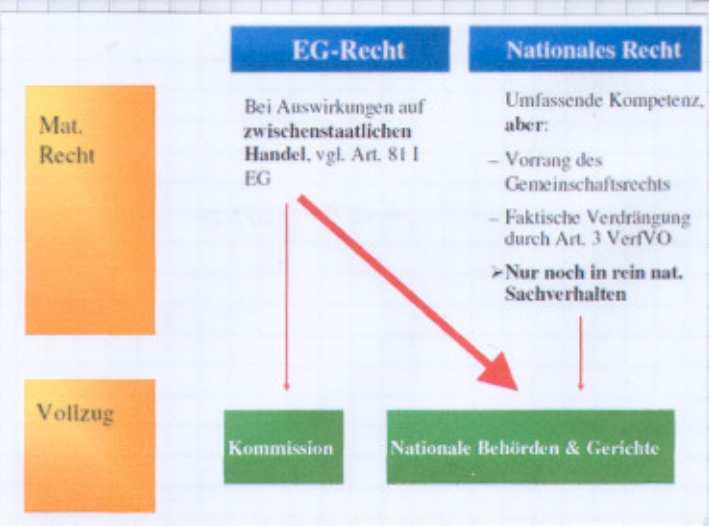 EG-Recht
Nationales Recht
Mat.
Recht
Bei Auswirkungen auf
zwischenstaatlichen
Handel, vgl. Art. 81 I
EG
Umfassende Kompetenz,
aber:
– Vorrang des
Gemeinschaftsrechts
– Faktische Verdrängung
durch Art. 3 VerfVO
➢Nur noch in rein nat.
Sachverhalten
Vollzug
Kommission
Nationale Behörden & Gerichte